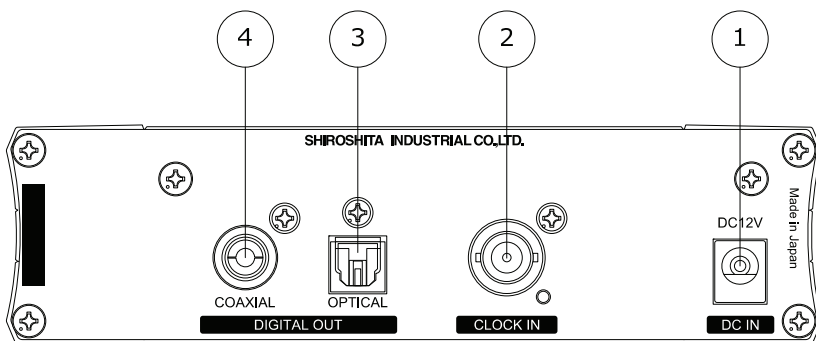 4 3 2 1
SHIROSHITA INDUSTRIAL CO.,LTD.
DC12V
Made in Japan
COAXIAL OPTICAL
DIGITAL OUT CLOCK IN DC IN